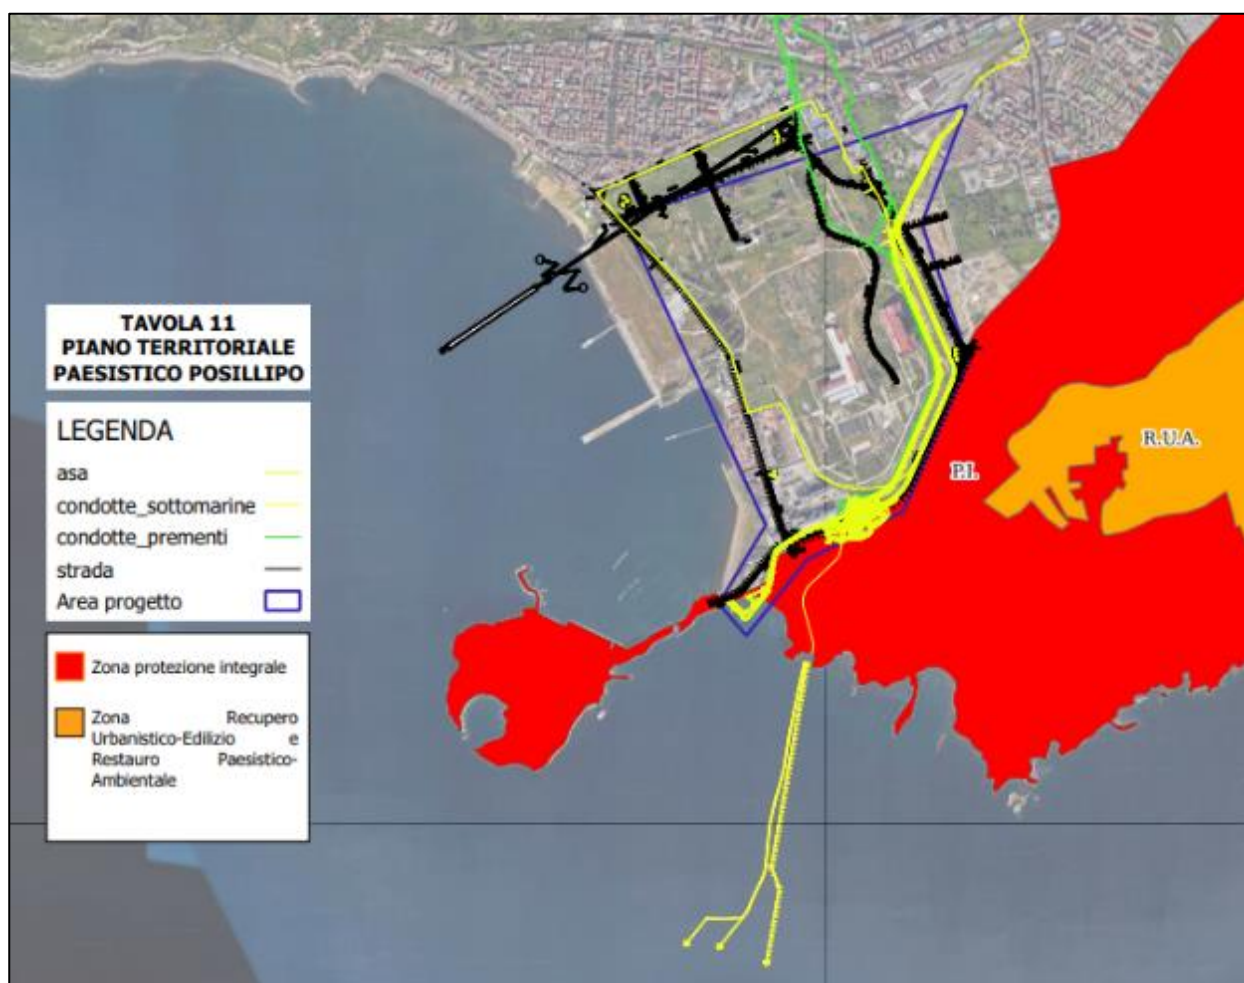 TAVOLA 11
PIANO TERRITORIALE
PAESISTICO POSILLIPO
LEGENDA
asa
condotte_sottomarine
condotte_prementi
strada
Area progetto
Zona protezione integrale
Zona Recupero
Urbanistico-Edilizio e
Restauro Paesistico-
Ambientale
R.U.A.
P.I.